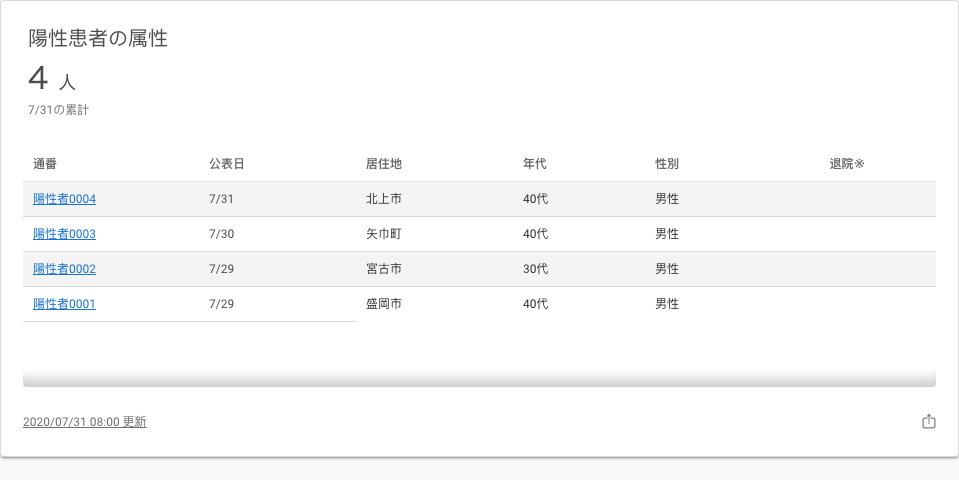 陽性患者の属性
4 人
7/31の累計
通番 公表日 居住地 年代 性別 退院※
陽性者0004 7/31 北上市 40代 男性
陽性者0003 7/30 矢巾町 40代 男性
陽性者0002 7/29 宮古市 30代 男性
陽性者0001 7/29 盛岡市 40代 男性
2020/07/31 08:00 更新